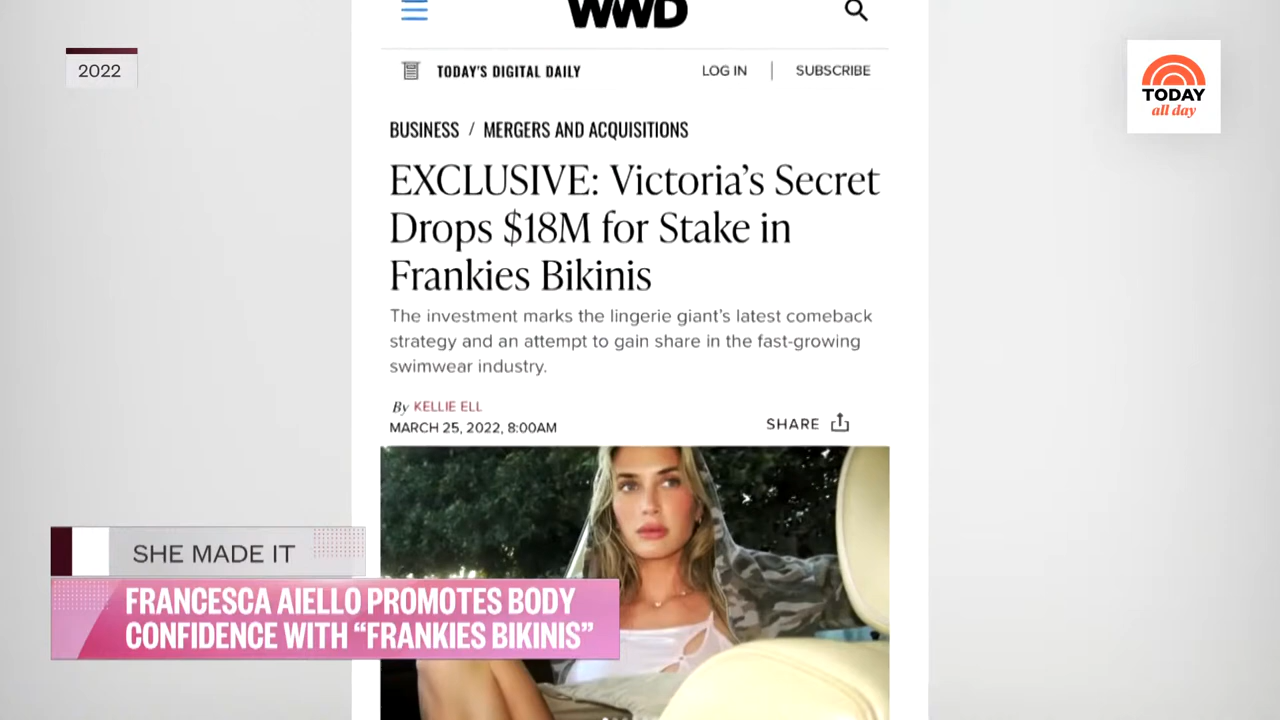 WWD
2022
TODAY'S DIGITAL DAILY
LOG IN
SUBSCRIBE
TODAY
all day
BUSINESS / MERGERS AND ACQUISITIONS
EXCLUSIVE: Victoria's Secret
Drops $18M for Stake in
Frankies Bikinis
The investment marks the lingerie giant's latest comeback
strategy and an attempt to gain share in the fast-growing
swimwear industry.
By KELLIE ELL
MARCH 25, 2022, 8:00AM
SHARE
SHE MADE IT
FRANCESCA AIELLO PROMOTES BODY
CONFIDENCE WITH “FRANKIES BIKINIS”